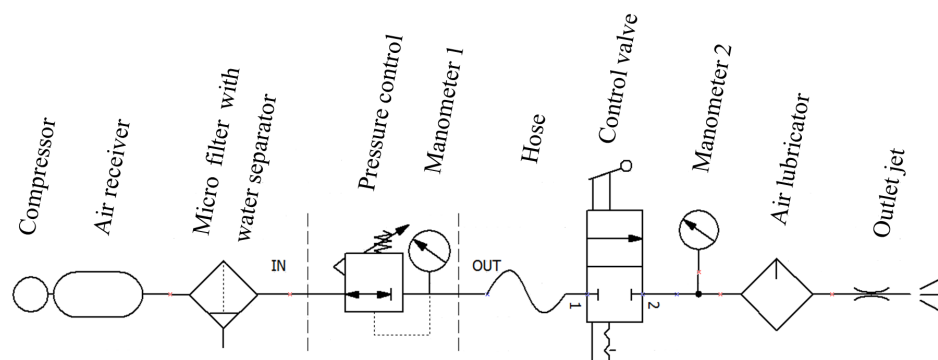 Compressor
Air receiver
Micro filter with
water separator
Pressure control
Manometer 1
Hose
Control valve
Manometer 2
Air lubricator
Outlet jet
IN
OUT
1
2